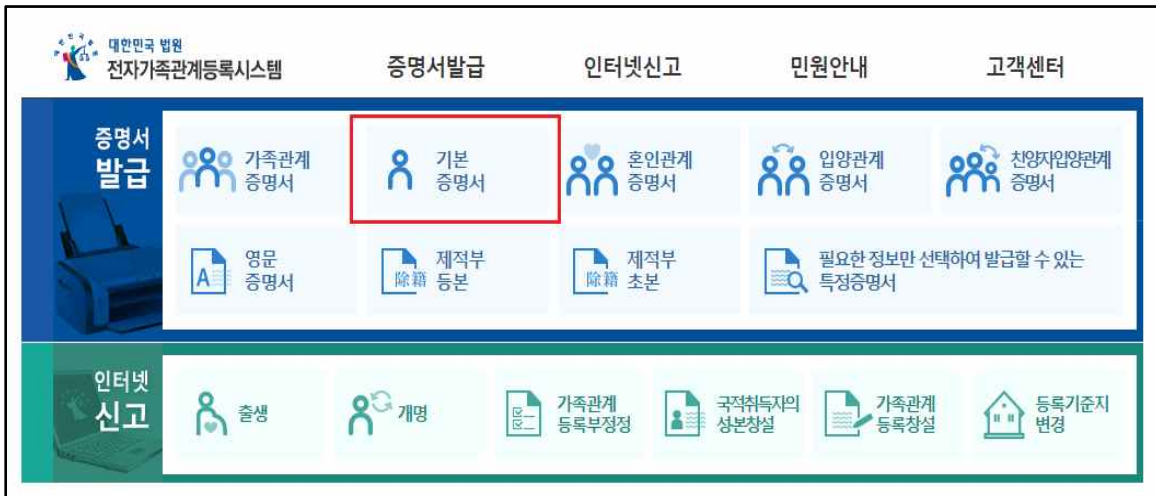 대한민국 법원
전자가족관계등록시스템
증명서발급
인터넷신고
민원안내
고객센터
증명서
발급
가족관계
증명서
기본
증명서
혼인관계
증명서
입양관계
증명서
친양자입양관계
증명서
A
영문
증명서
除籍
제적부
등본
除籍
제적부
초본
필요한 정보만 선택하여 발급할 수 있는
특정증명서
인터넷
신고
출생
개명
가족관계
등록부정정
국적취득자의
성본창설
가족관계
등록창설
등록기준지
변경